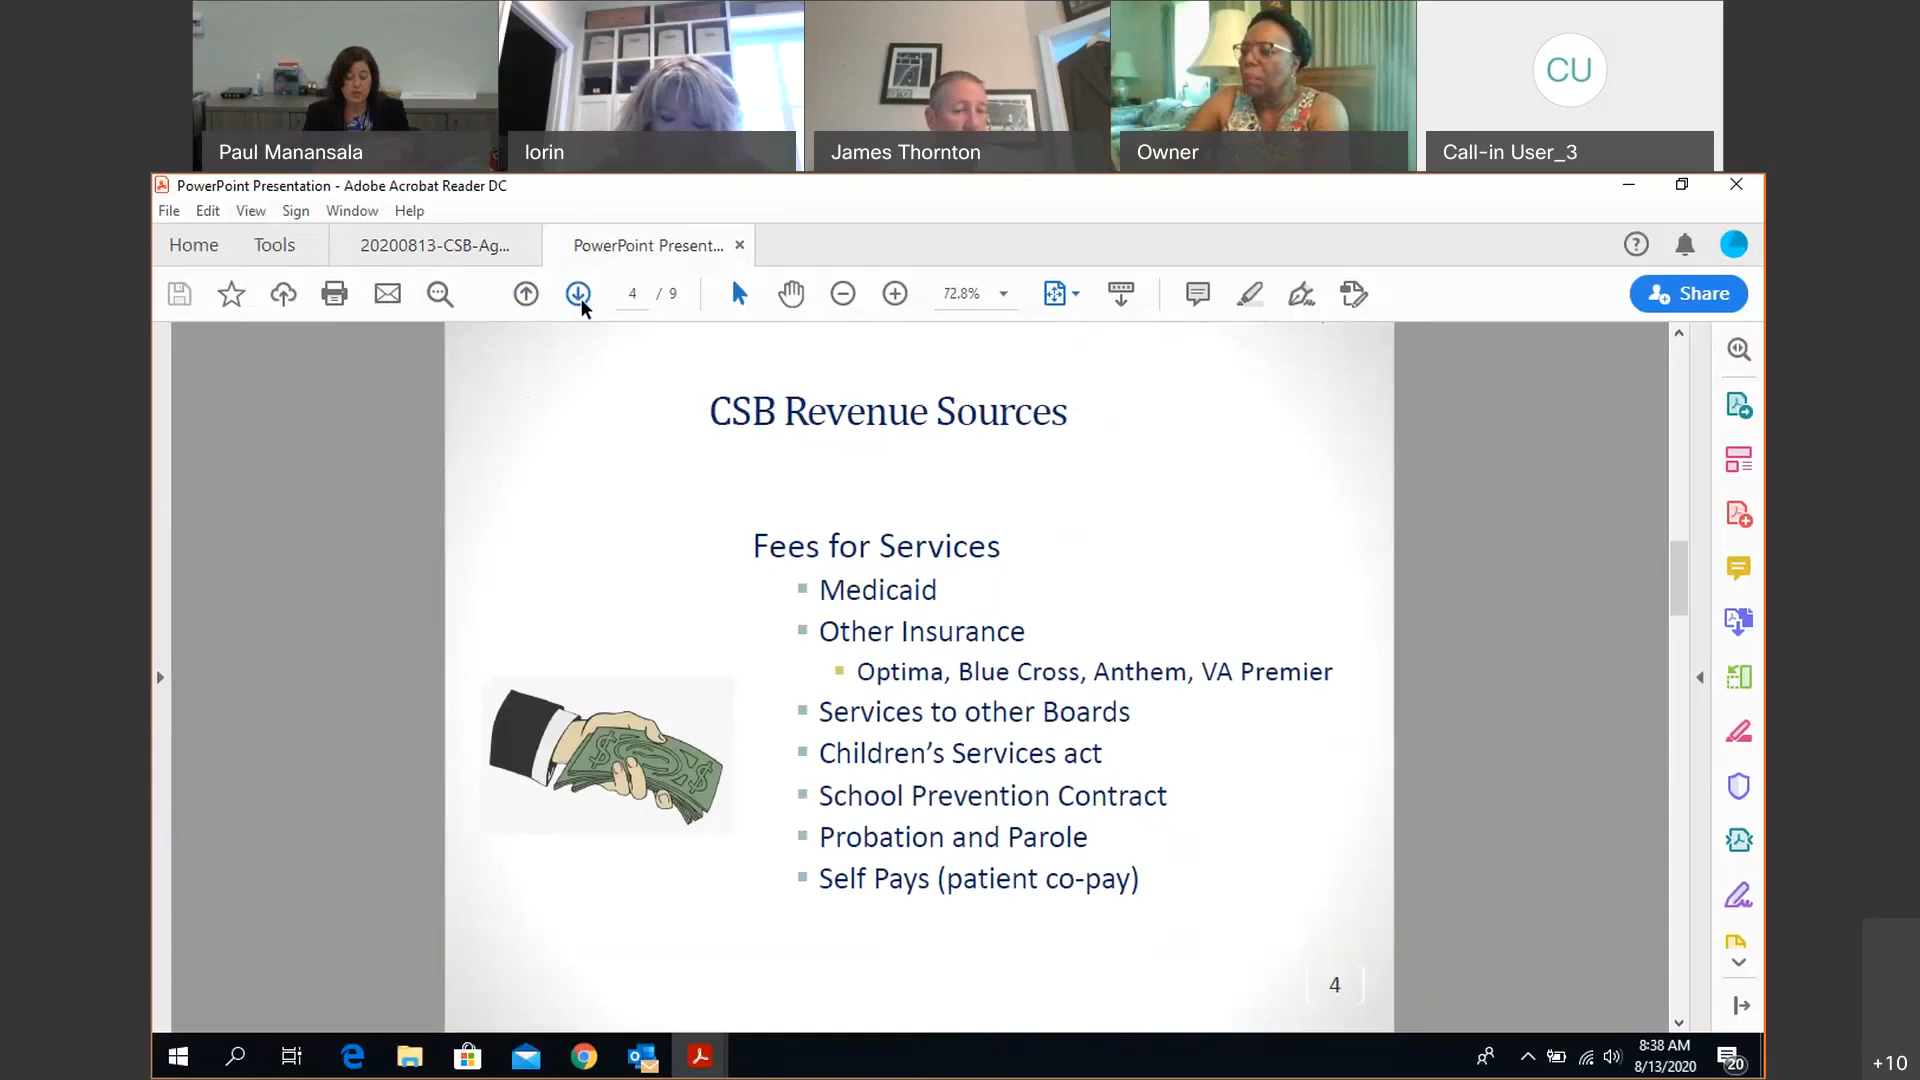 Paul Manansala
lorin
James Thornton
Owner
CU
Call-in User_3
PowerPoint Presentation - Adobe Acrobat Reader DC
File Edit View Sign Window Help
Home Tools 20200813-CSB-Ag... PowerPoint Present... ×
4 / 9 72.8% Share
CSB Revenue Sources
Fees for Services
Medicaid
Other Insurance
Optima, Blue Cross, Anthem, VA Premier
Services to other Boards
Children’s Services act
School Prevention Contract
Probation and Parole
Self Pays (patient co-pay)
4
8:38 AM
8/13/2020
20
+10